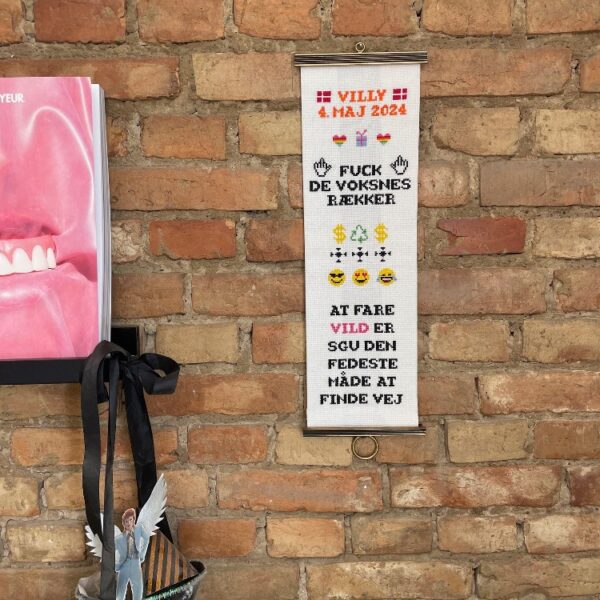 YEUR
VILLY
4. MAJ 2024
FUCK
DE VOKSNES
RÆKKER
AT FARE
VILD ER
SGU DEN
FEDESTE
MÅDE AT
FINDE VEJ